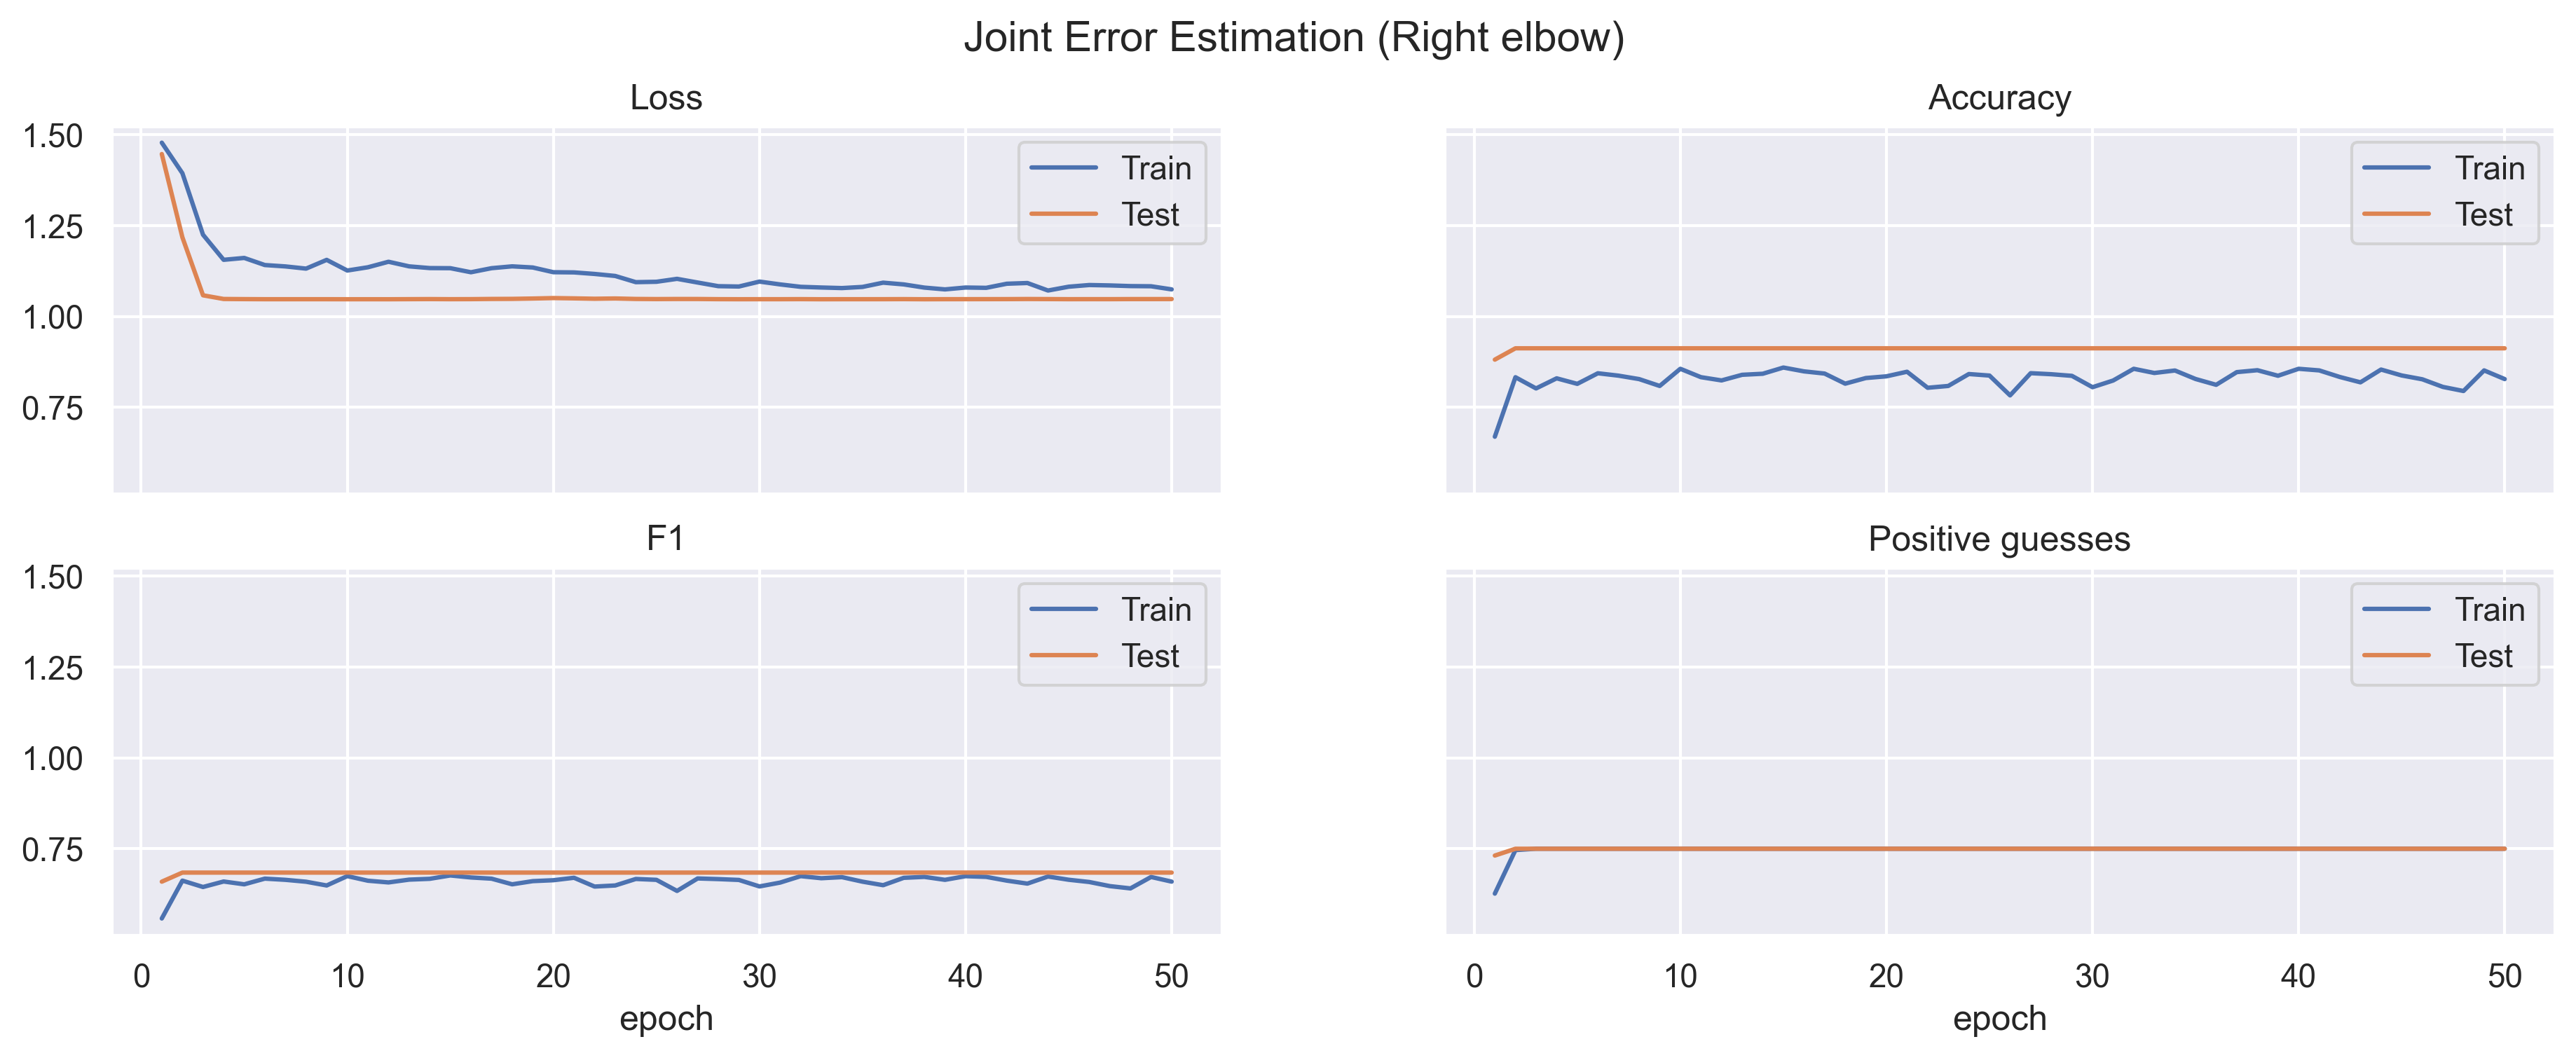 Joint Error Estimation (Right elbow)
Loss
1.50
1.25
1.00
0.75
Train
Test
Accuracy
Train
Test
F1
1.50
1.25
1.00
0.75
Train
Test
0 10 20 30 40 50
epoch
Positive guesses
Train
Test
0 10 20 30 40 50
epoch